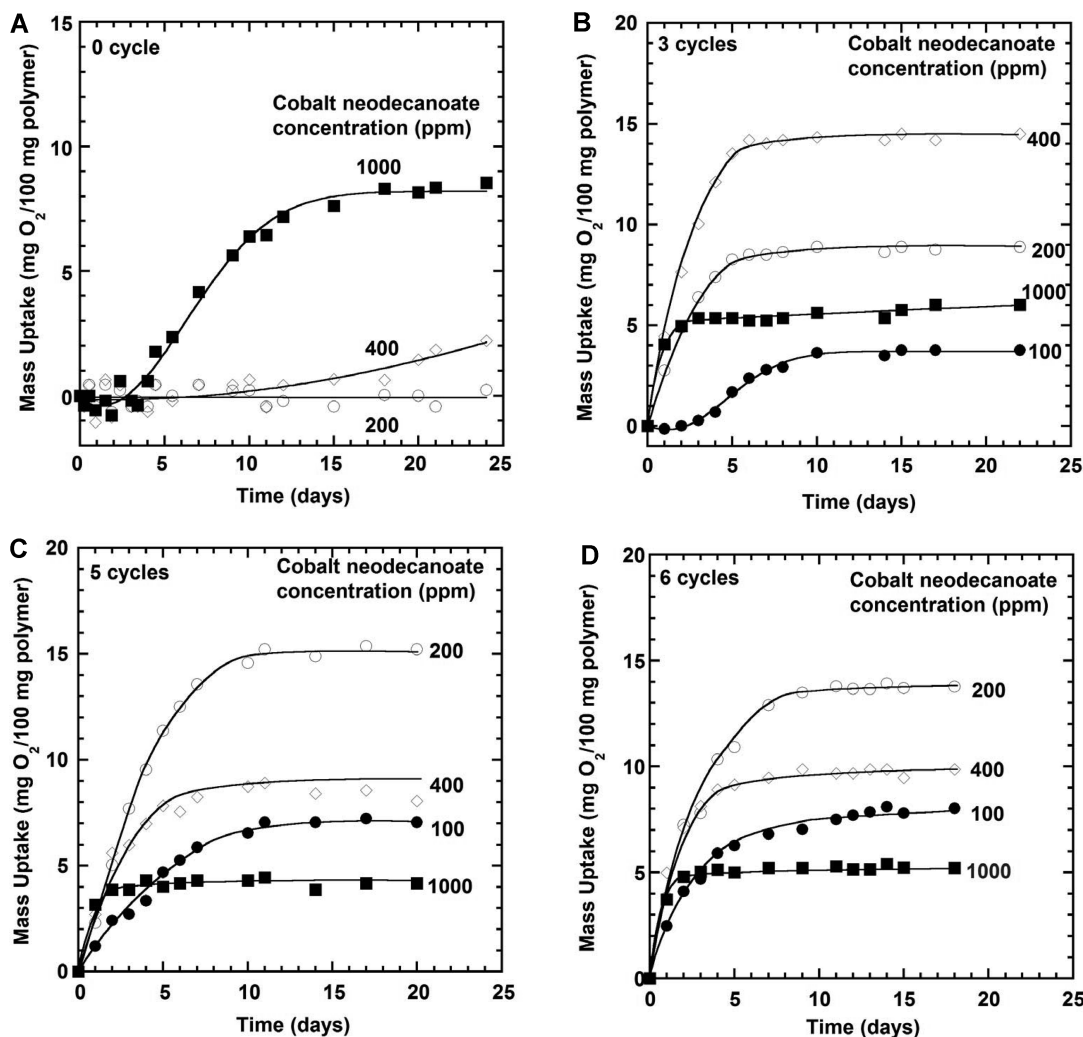 A
0 cycle
Cobalt neodecanoate
concentration (ppm)
1000
400
200
Mass Uptake (mg O₂/100 mg polymer)
15
10
5
0
0 5 10 15 20 25
Time (days)
B
3 cycles
Cobalt neodecanoate
concentration (ppm)
400
200
1000
100
Mass Uptake (mg O₂/100 mg polymer)
20
15
10
5
0
0 5 10 15 20 25
Time (days)
C
5 cycles
Cobalt neodecanoate
concentration (ppm)
200
400
100
1000
Mass Uptake (mg O₂/100 mg polymer)
20
15
10
5
0
0 5 10 15 20 25
Time (days)
D
6 cycles
Cobalt neodecanoate
concentration (ppm)
200
400
100
1000
Mass Uptake (mg O₂/100 mg polymer)
20
15
10
5
0
0 5 10 15 20 25
Time (days)